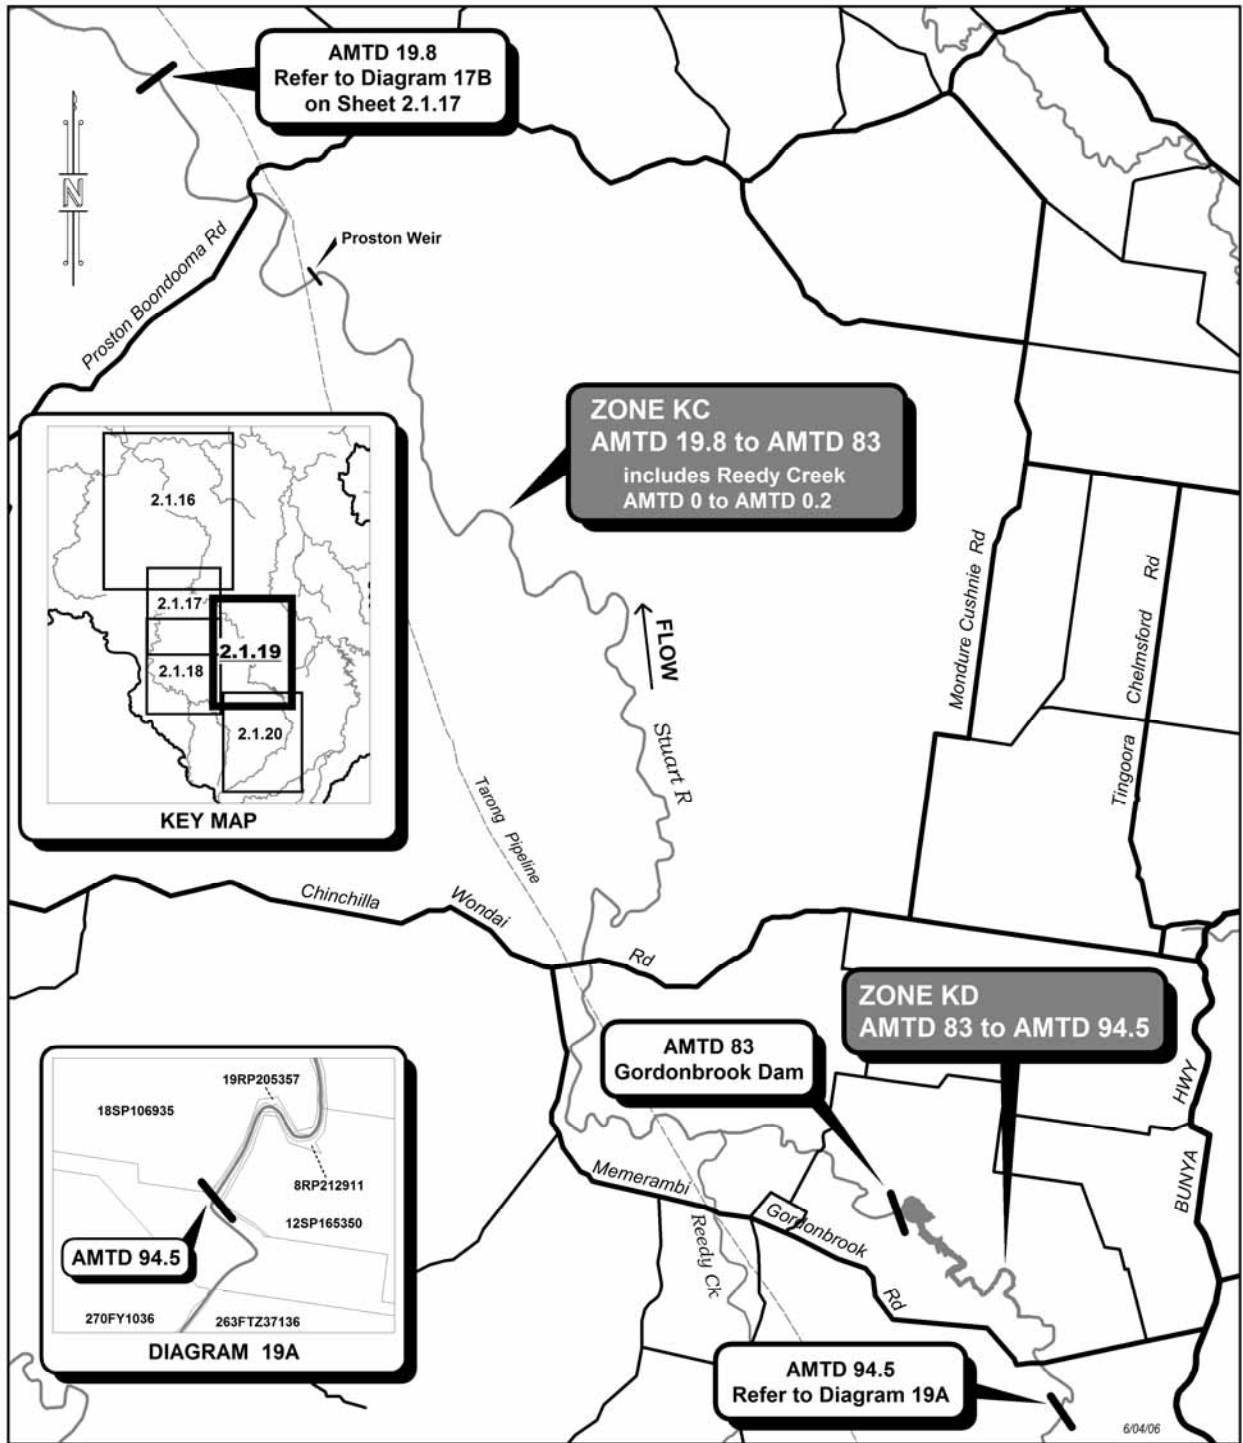 AMTD 19.8
Refer to Diagram 17B
on Sheet 2.1.17
N
Proston Weir
Proston Boondooma Rd
ZONE KC
AMTD 19.8 to AMTD 83
includes Reedy Creek
AMTD 0 to AMTD 0.2
2.1.16
2.1.17
2.1.19
2.1.18
2.1.20
KEY MAP
FLOW
Stuart R
Mondure Cushnie Rd
Tingoora Chelmsford Rd
Tarong Pipeline
Chinchilla Wondai Rd
ZONE KD
AMTD 83 to AMTD 94.5
AMTD 83
Gordonbrook Dam
BUNYA HWY
Memerambi Gordonbrook Rd
Reedy Ck
19RP205357
18SP106935
8RP212911
12SP165350
AMTD 94.5
270FY1036
263FTZ37136
DIAGRAM 19A
AMTD 94.5
Refer to Diagram 19A
6/04/06